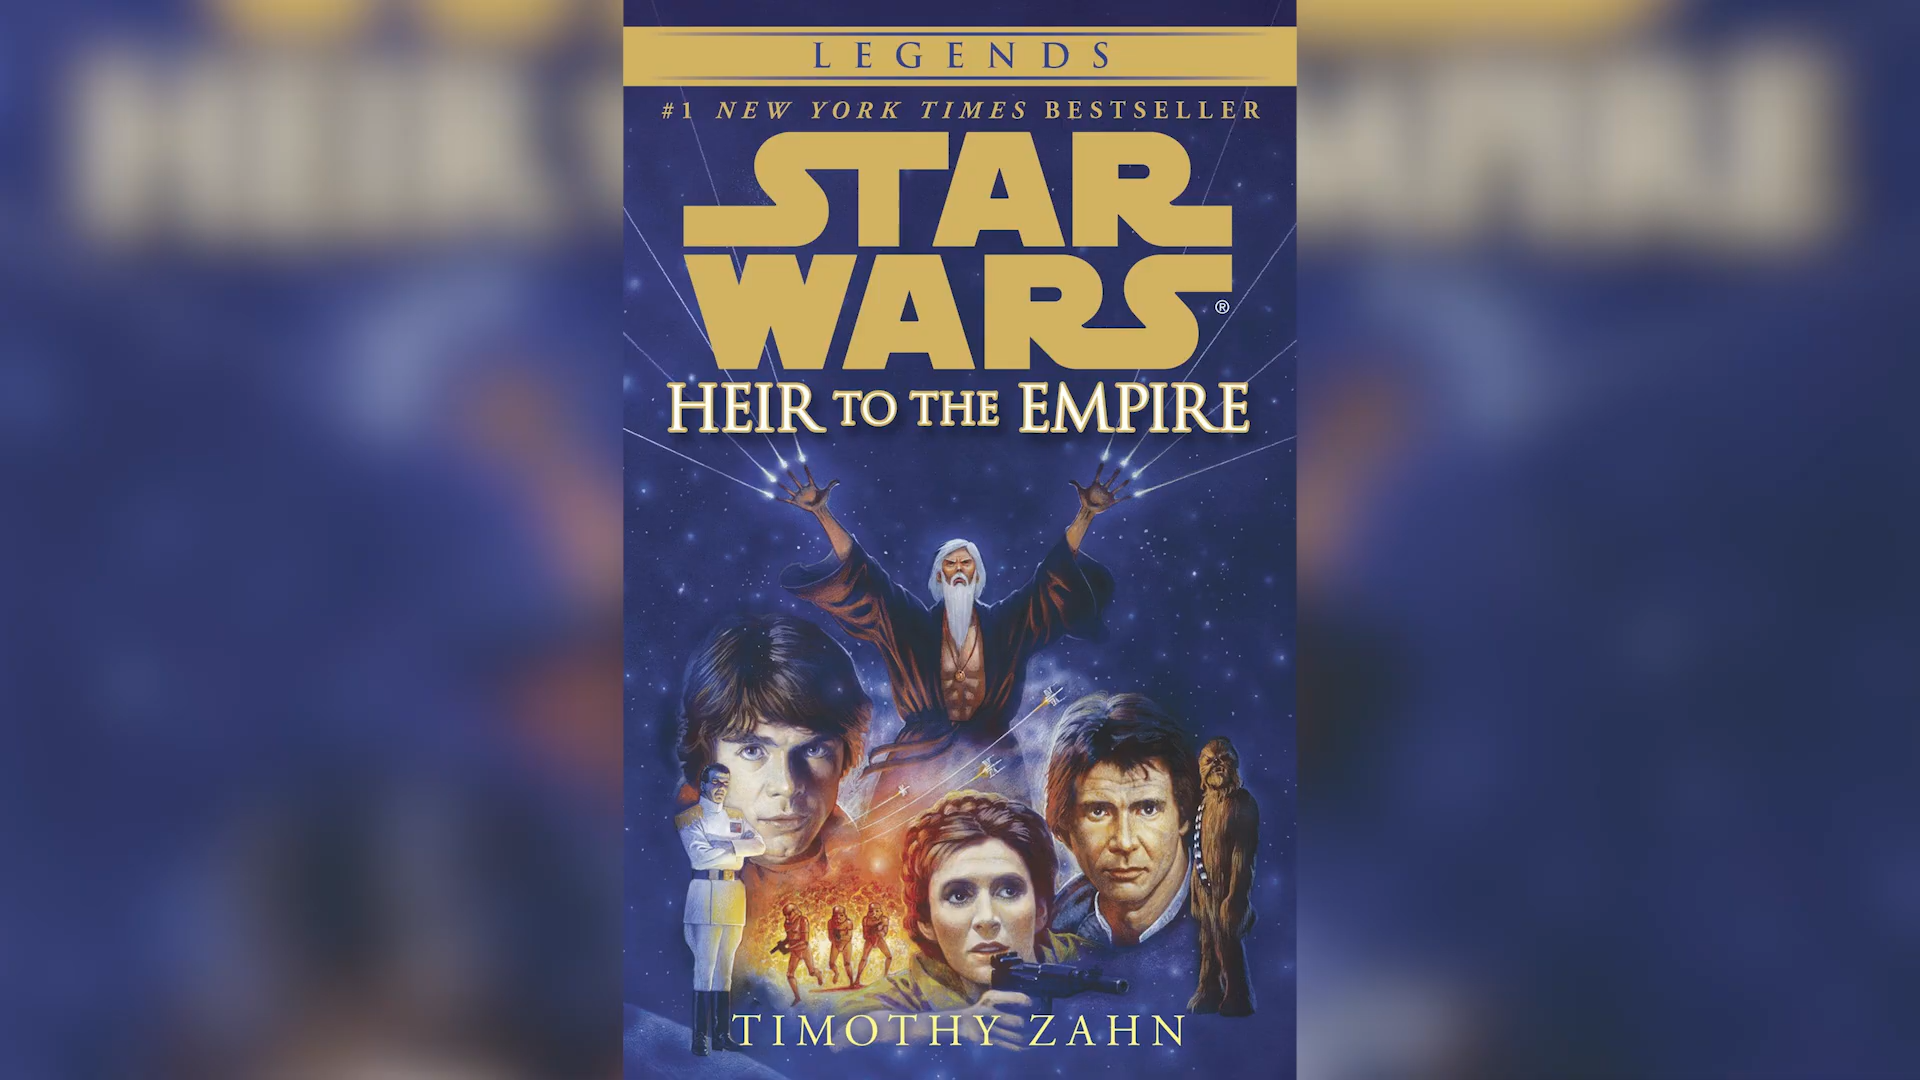 LEGENDS
#1 NEW YORK TIMES BESTSELLER
STAR
WARS®
HEIR TO THE EMPIRE
TIMOTHY ZAHN